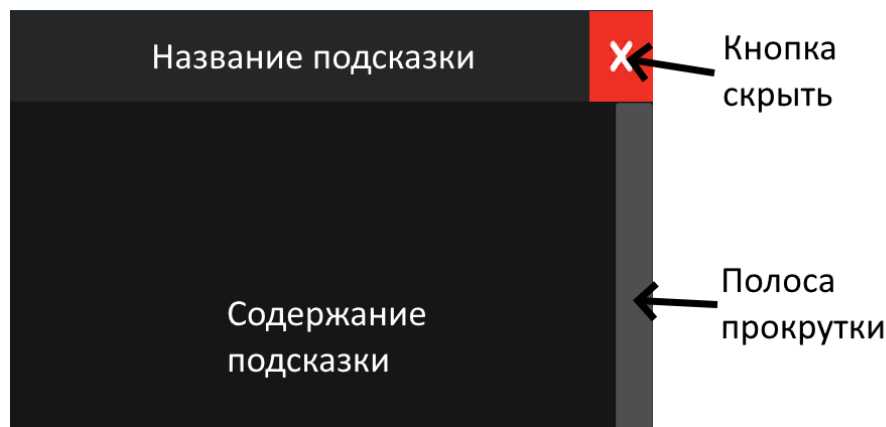 Название подсказки
X
Кнопка
скрыть
Полоса
прокрутки
Содержание
подсказки